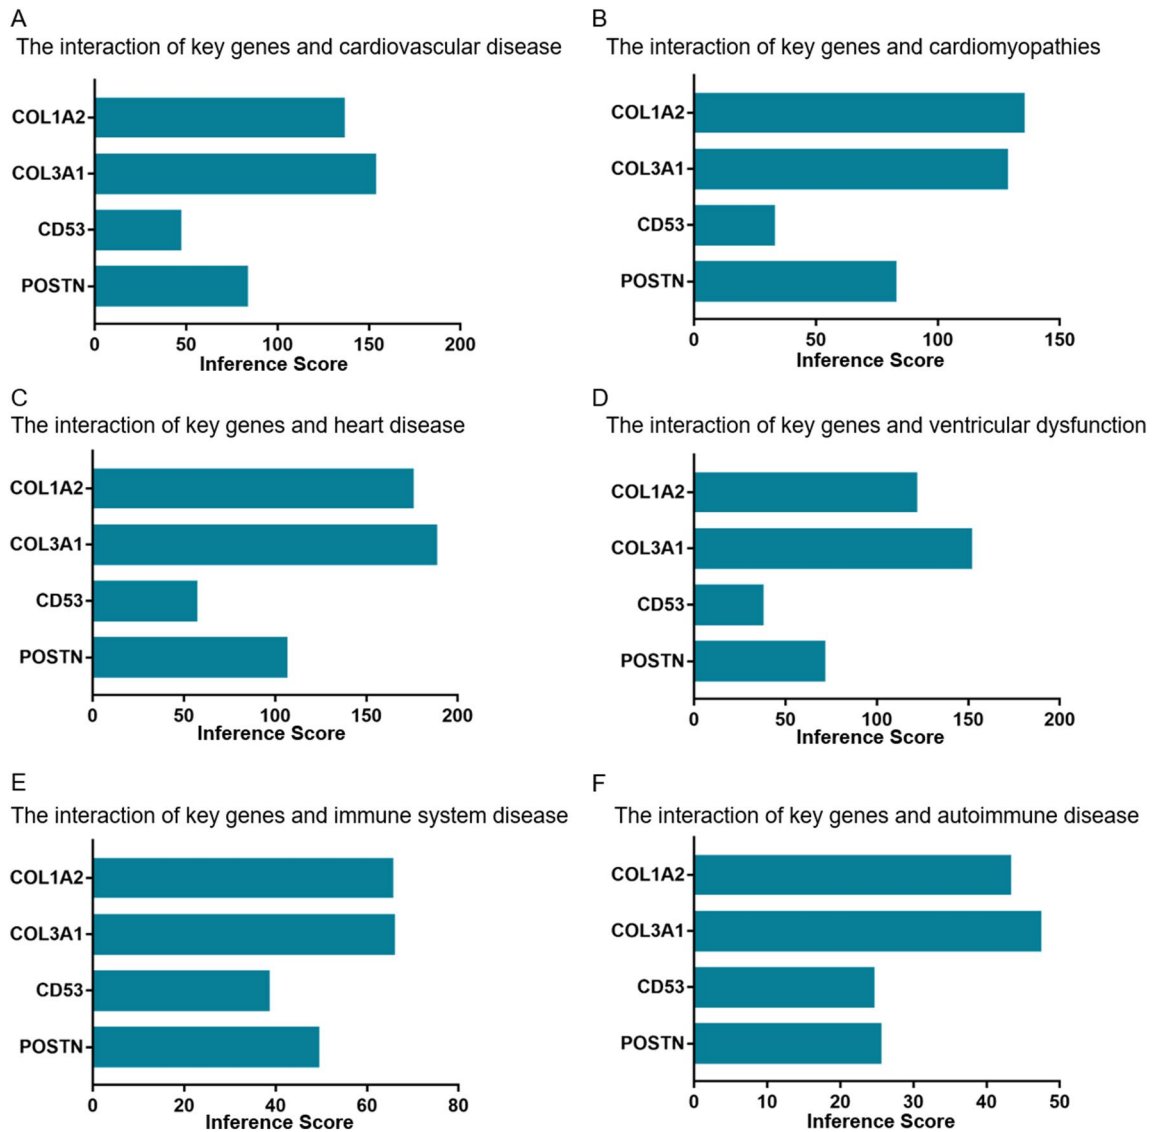 A
The interaction of key genes and cardiovascular disease
COL1A2
COL3A1
CD53
POSTN
0 50 100 150 200
Inference Score
B
The interaction of key genes and cardiomyopathies
COL1A2
COL3A1
CD53
POSTN
0 50 100 150
Inference Score
C
The interaction of key genes and heart disease
COL1A2
COL3A1
CD53
POSTN
0 50 100 150 200
Inference Score
D
The interaction of key genes and ventricular dysfunction
COL1A2
COL3A1
CD53
POSTN
0 50 100 150 200
Inference Score
E
The interaction of key genes and immune system disease
COL1A2
COL3A1
CD53
POSTN
0 20 40 60 80
Inference Score
F
The interaction of key genes and autoimmune disease
COL1A2
COL3A1
CD53
POSTN
0 10 20 30 40 50
Inference Score